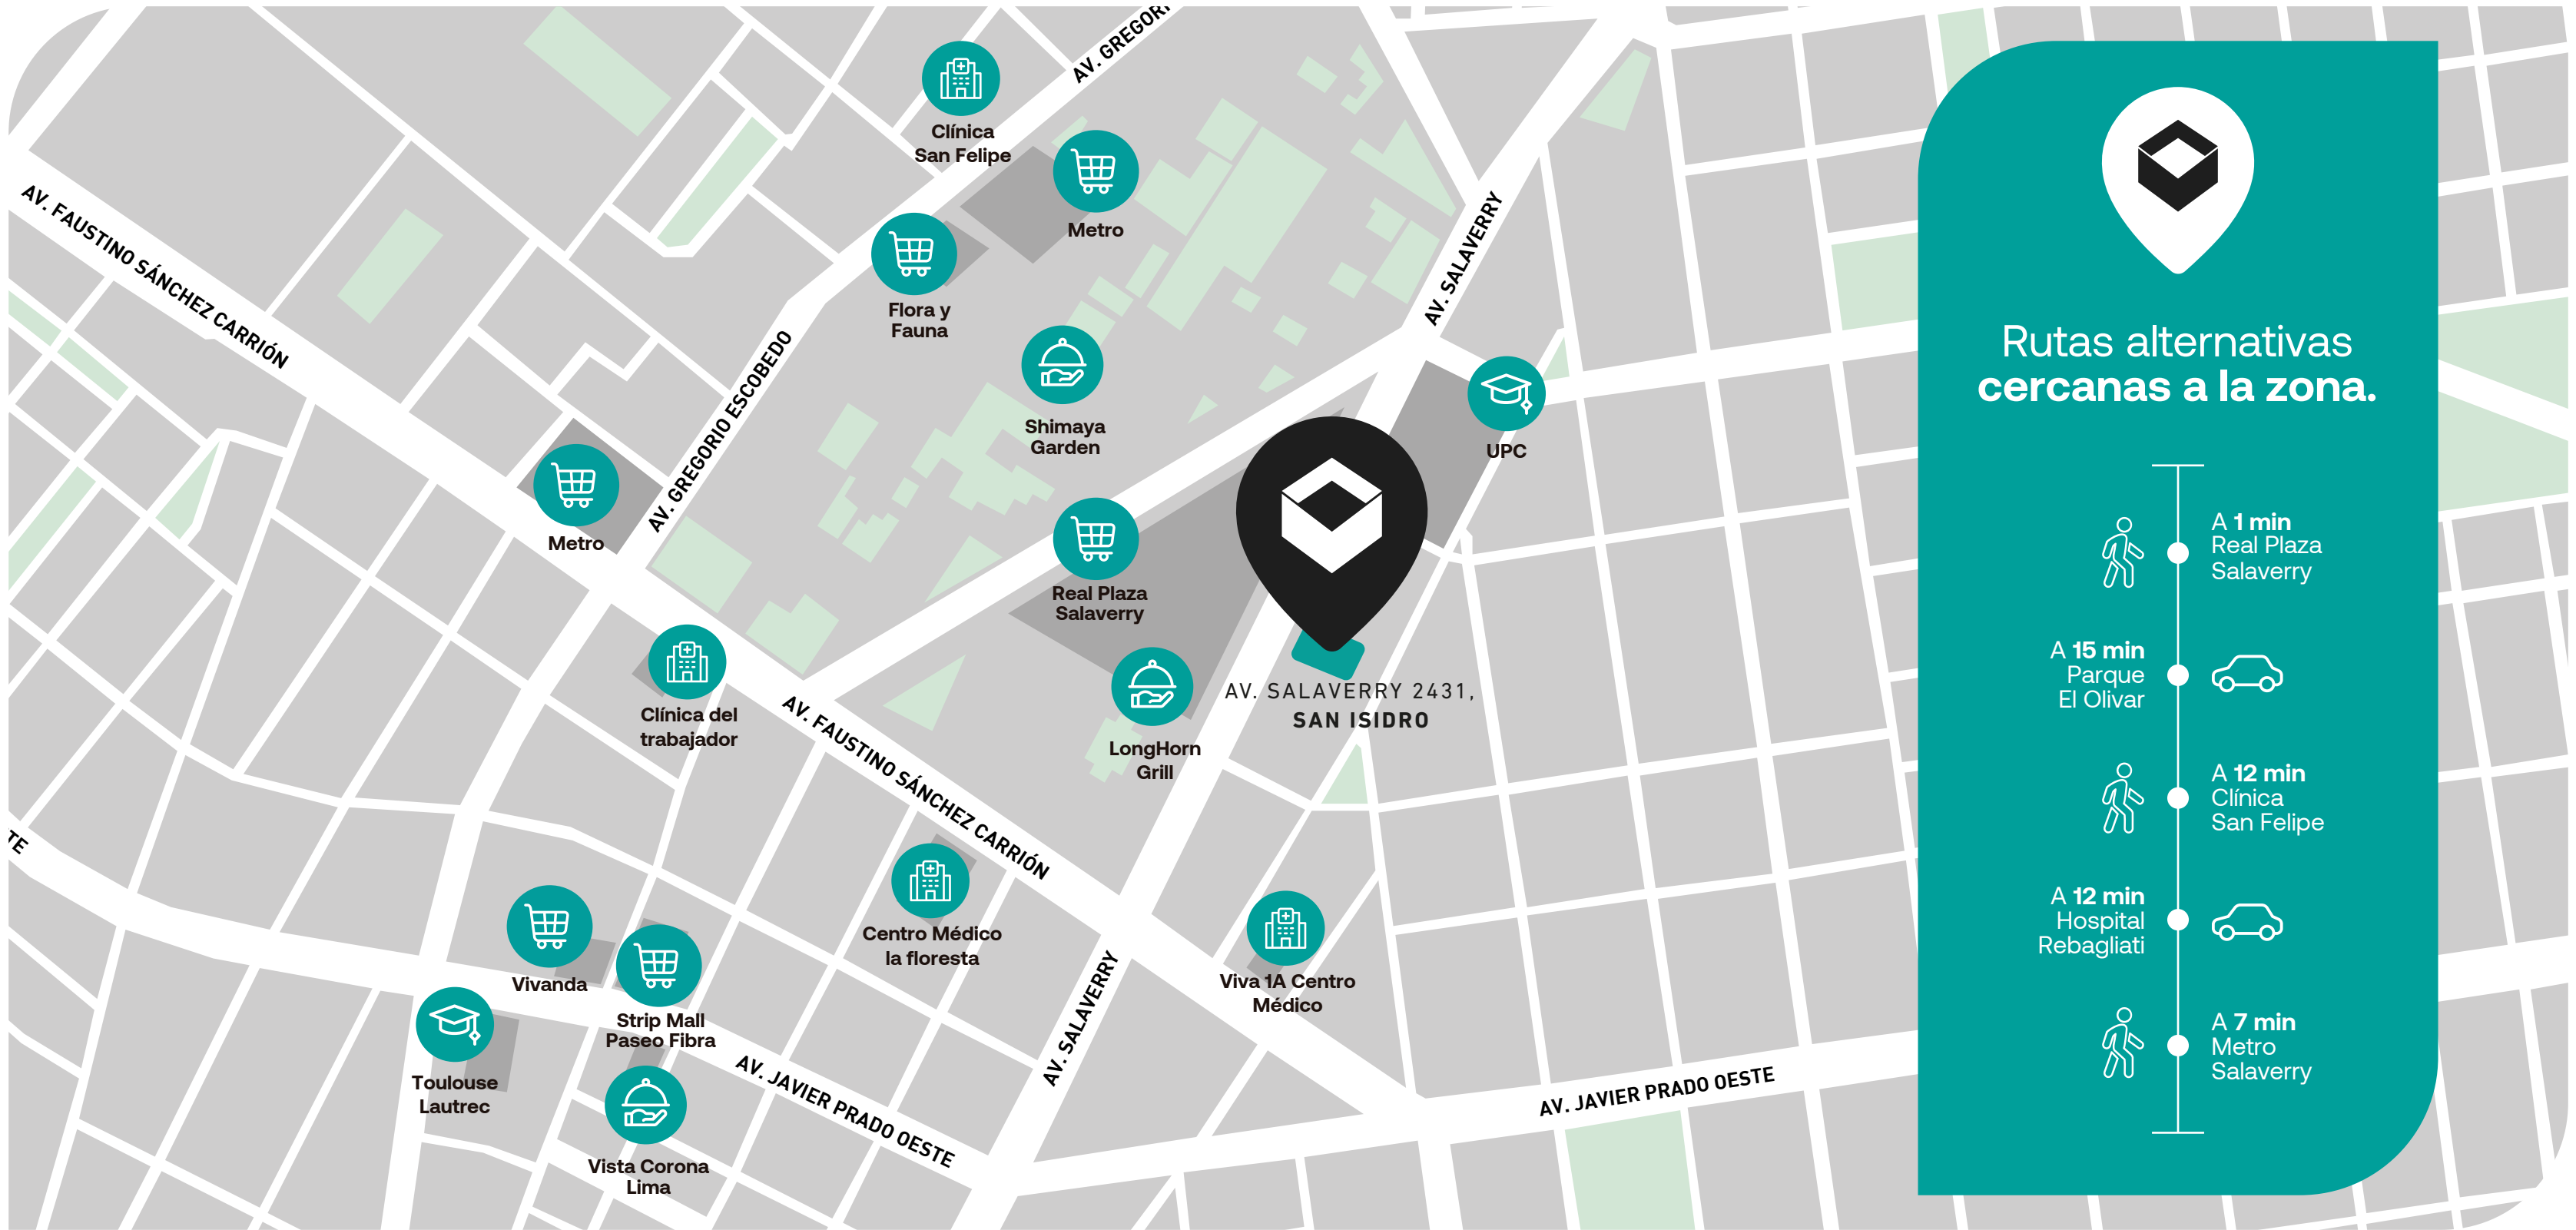 AV. GREGORI
Clínica
San Felipe
Metro
AV. FAUSTINO SÁNCHEZ CARRIÓN
AV. SALAVERRY
Flora y
Fauna
AV. GREGORIO ESCOBEDO
Shimaya
Garden
UPC
Metro
Real Plaza
Salaverry
AV. SALAVERRY 2431,
SAN ISIDRO
Clínica del
trabajador
LongHorn
Grill
AV. FAUSTINO SÁNCHEZ CARRIÓN
TE
Centro Médico
la floresta
Vivanda
Viva 1A Centro
Médico
Strip Mall
Paseo Fibra
AV. SALAVERRY
Toulouse
Lautrec
AV. JAVIER PRADO OESTE
AV. JAVIER PRADO OESTE
Vista Corona
Lima
Rutas alternativas
cercanas a la zona.
A 1 min
Real Plaza
Salaverry
A 15 min
Parque
El Olivar
A 12 min
Clínica
San Felipe
A 12 min
Hospital
Rebagliati
A 7 min
Metro
Salaverry